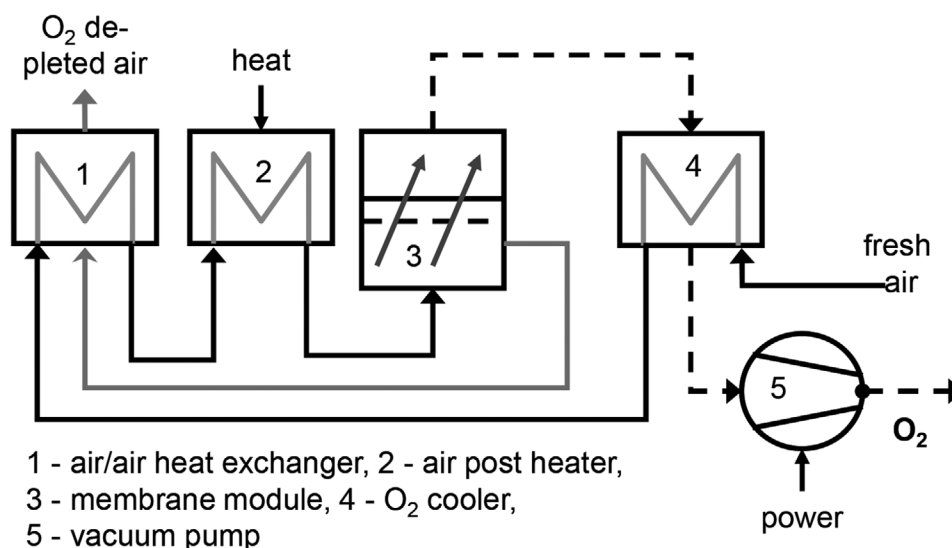 O₂ de-
pleted air
heat
1
2
3
4
fresh
air
5
O₂
power
1 - air/air heat exchanger, 2 - air post heater,
3 - membrane module, 4 - O₂ cooler,
5 - vacuum pump